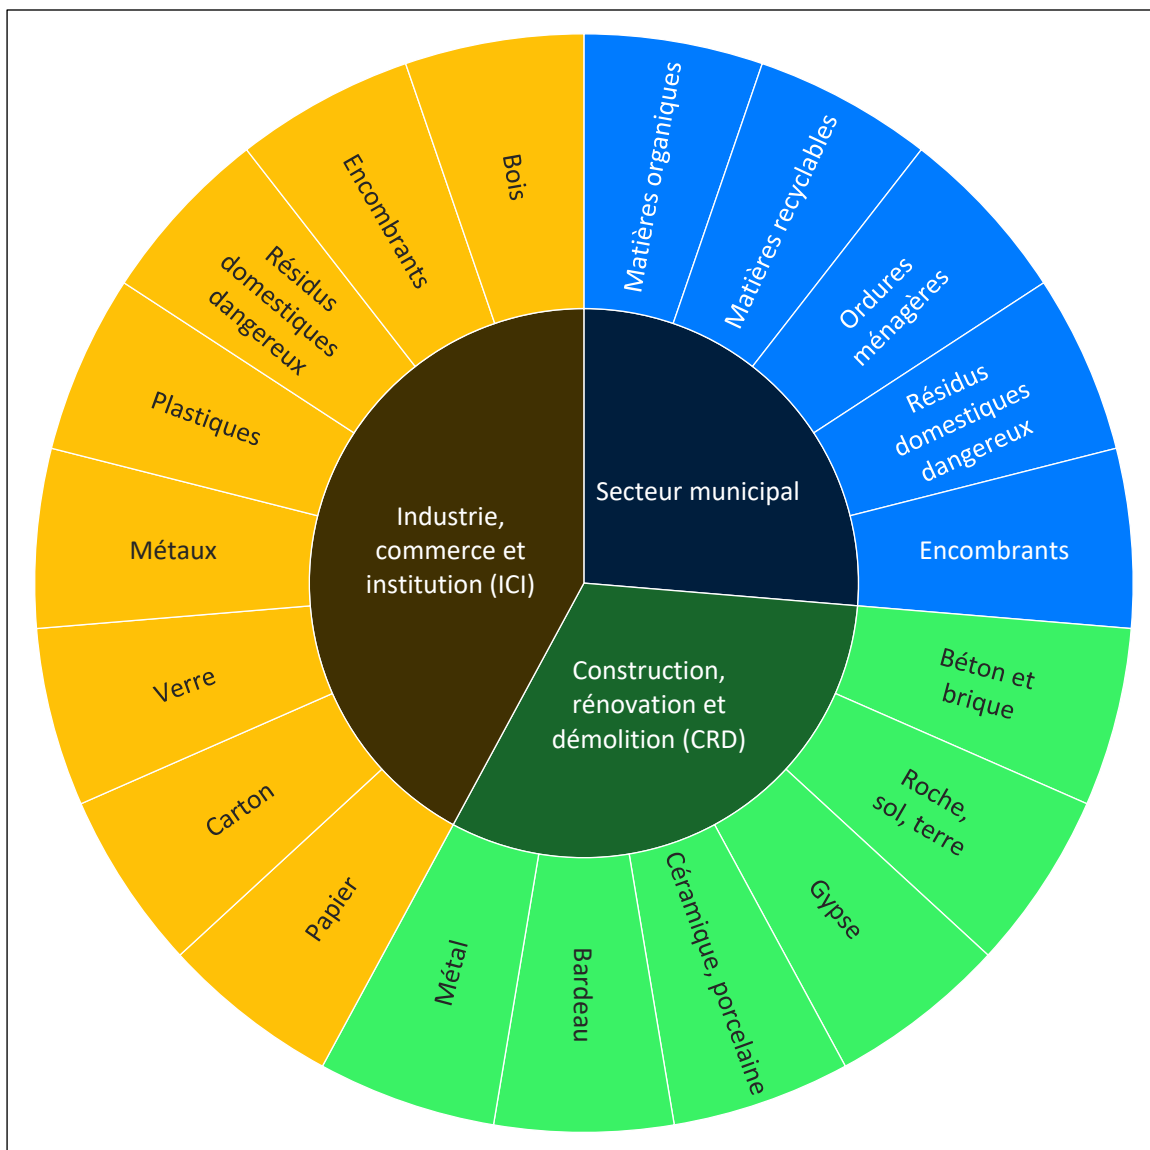 Matières organiques
Matières recyclables
Ordures
ménagères
Résidus
domestiques
dangereux
Encombrants
Secteur municipal
Béton et
brique
Roche,
sol, terre
Gypse
Céramique, porcelaine
Bardeau
Métal
Construction,
rénovation et
démolition (CRD)
Papier
Carton
Verre
Métaux
Plastiques
Résidus
domestiques
dangereux
Encombrants
Bois
Industrie,
commerce et
institution (ICI)